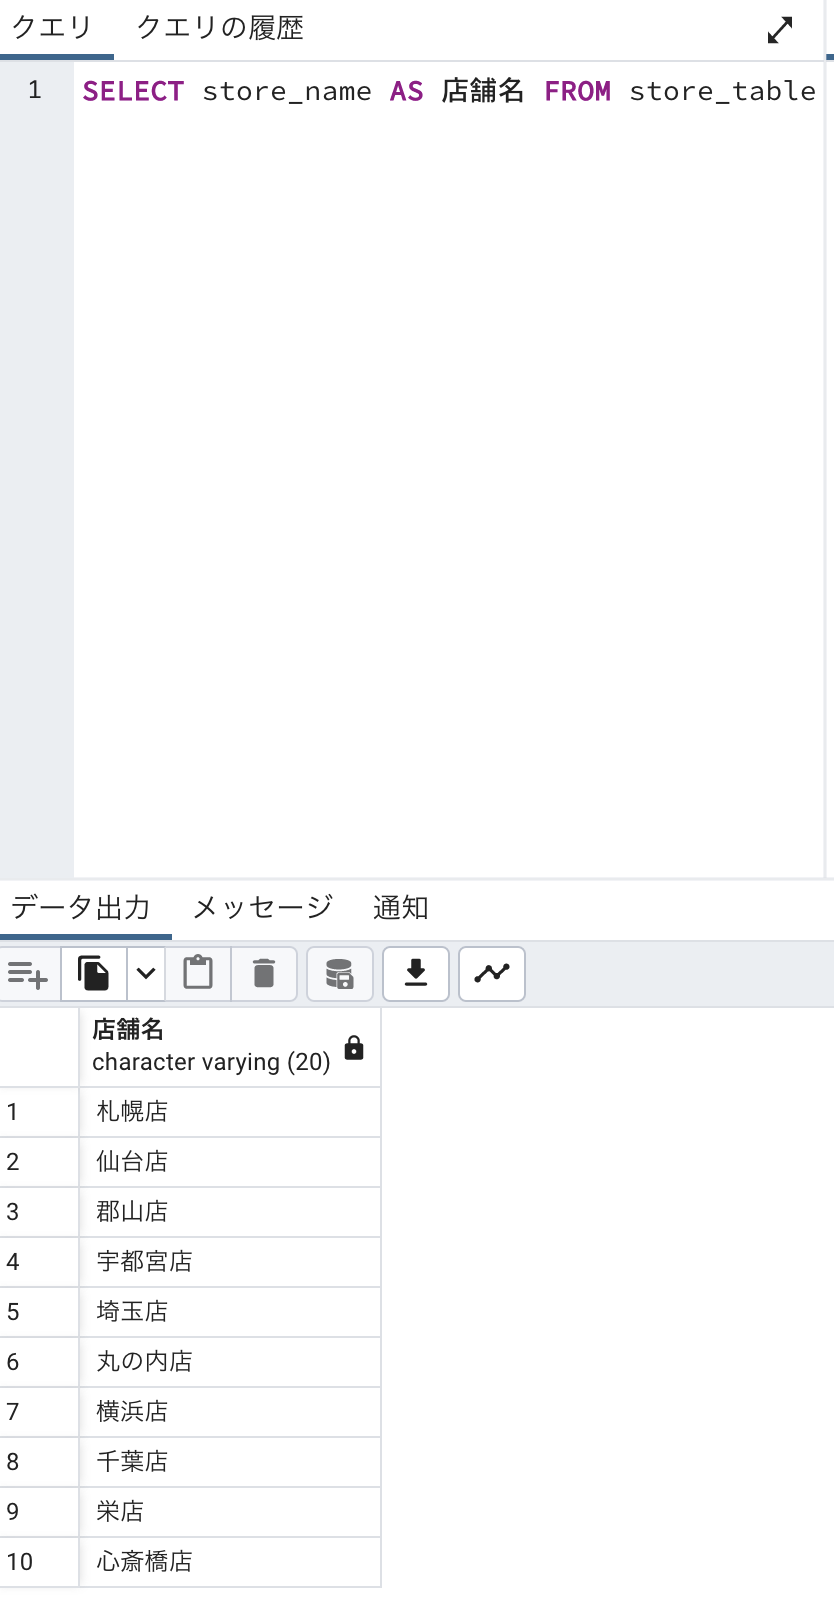 クエリ クエリの履歴
1 SELECT store_name AS 店舗名 FROM store_table
データ出力 メッセージ 通知
店舗名
character varying (20)
1 札幌店
2 仙台店
3 郡山店
4 宇都宮店
5 埼玉店
6 丸の内店
7 横浜店
8 千葉店
9 栄店
10 心斎橋店